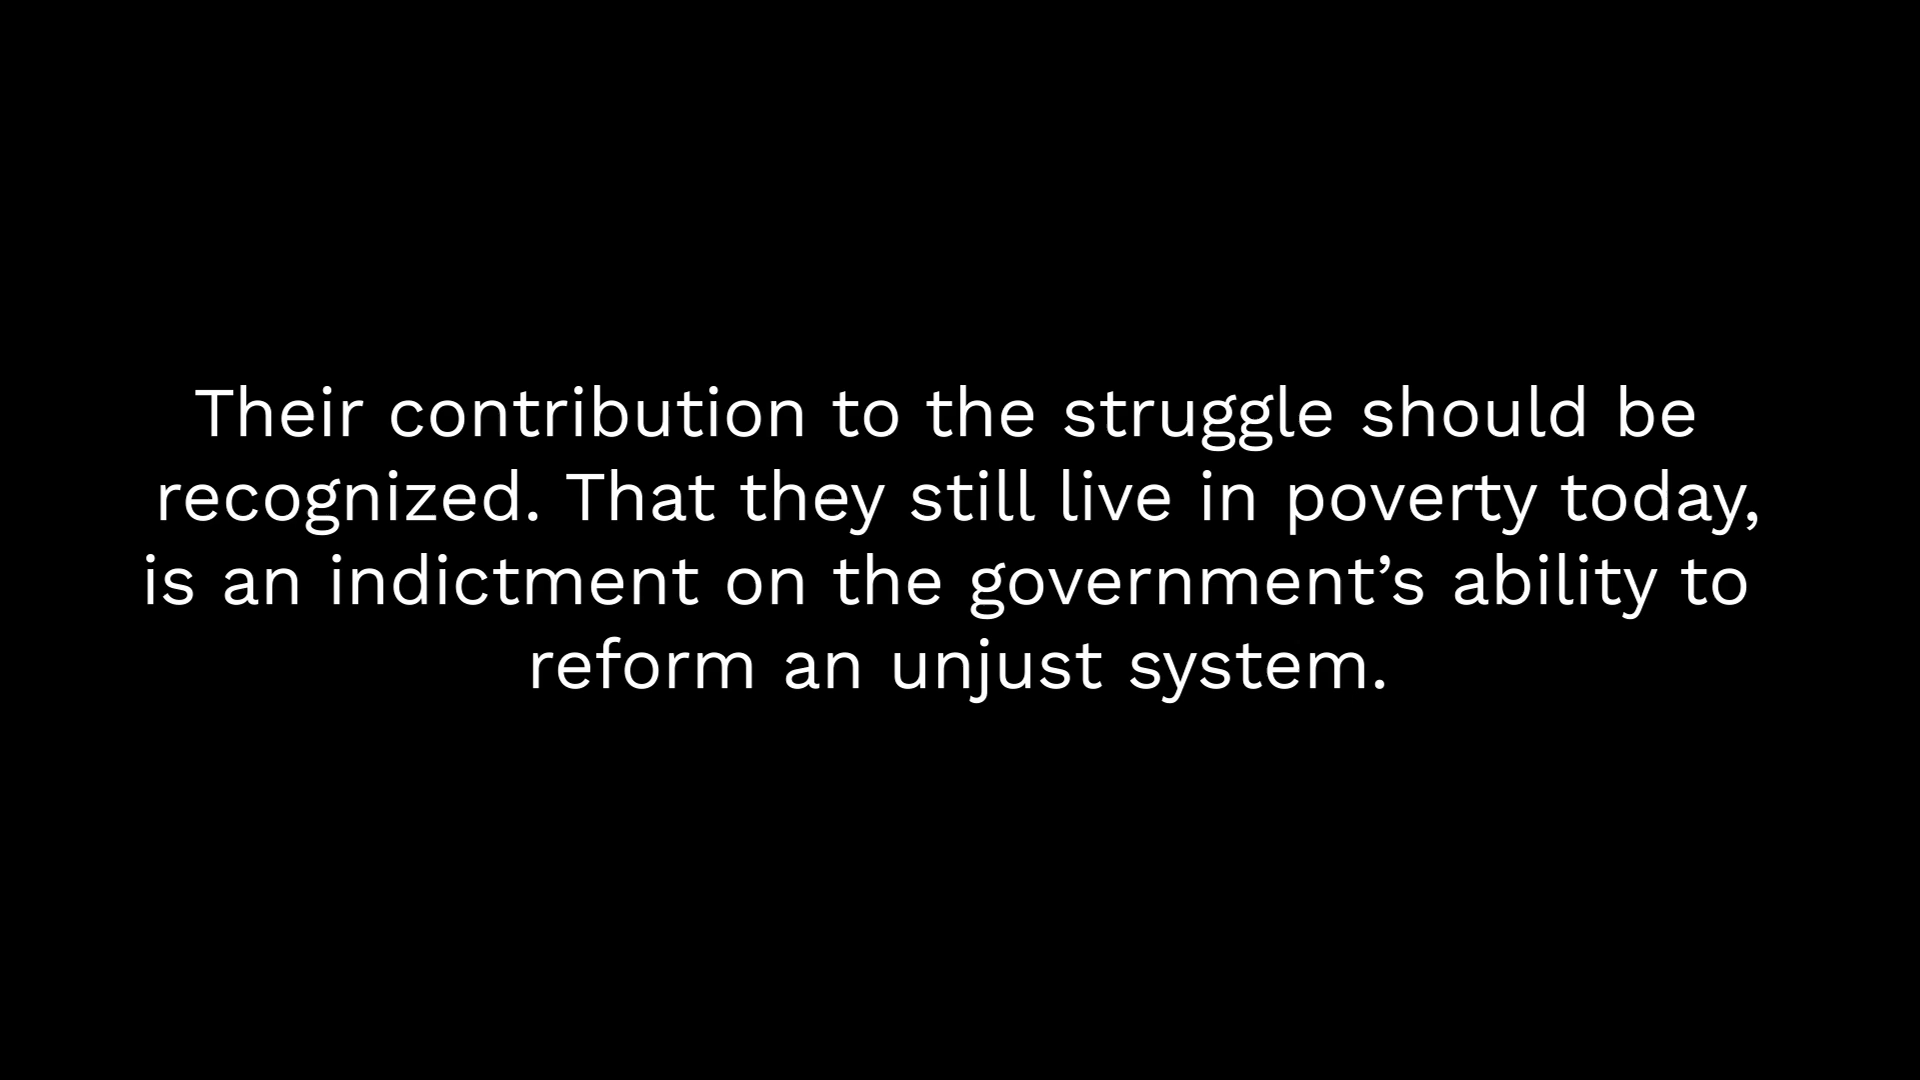 Their contribution to the struggle should be
recognized. That they still live in poverty today,
is an indictment on the government’s ability to
reform an unjust system.